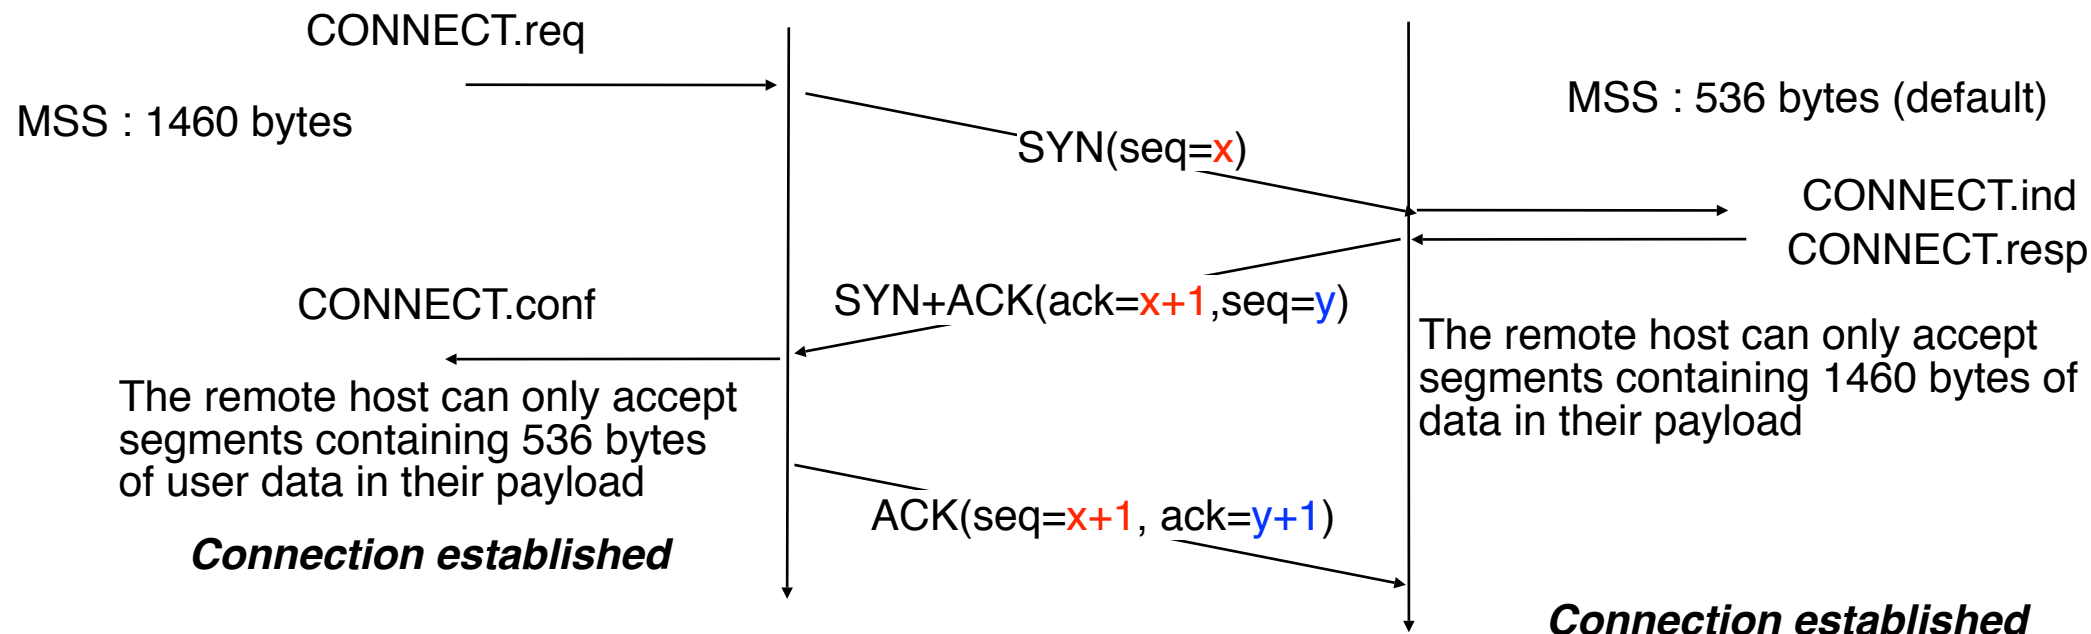 CONNECT.req
MSS : 1460 bytes
MSS : 536 bytes (default)
SYN(seq=x)
CONNECT.ind
CONNECT.resp
CONNECT.conf
SYN+ACK(ack=x+1,seq=y)
The remote host can only accept
segments containing 1460 bytes of
data in their payload
The remote host can only accept
segments containing 536 bytes
of user data in their payload
ACK(seq=x+1, ack=y+1)
Connection established
Connection established